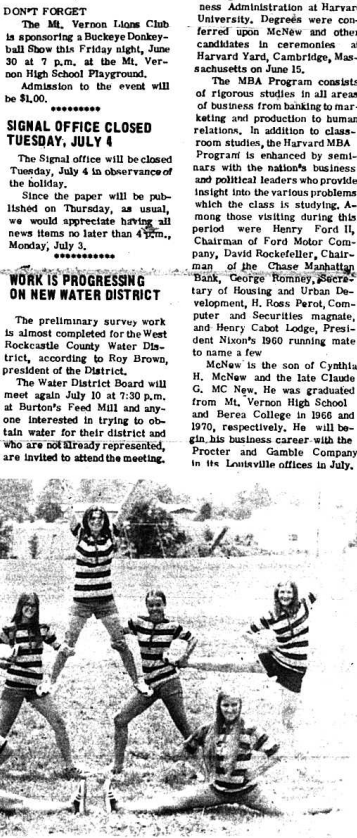 DON'T FORGET
The Mt. Vernon Lions Club
is sponsoring a Buckeye Donkey-
ball Show this Friday night, June
30 at 7 p.m. at the Mt. Ver-
non High School Playground.
Admission to the event will
be $1.00.
SIGNAL OFFICE CLOSED
TUESDAY, JULY 4
The Signal office will be closed
Tuesday, July 4 in observance of
the holiday.
Since the paper will be pub-
lished on Thursday, as usual,
we would appreciate having all
news items no later than 4 p.m.,
Monday, July 3.
WORK IS PROGRESSING
ON NEW WATER DISTRICT
The preliminary survey work
is almost completed for the West
Rockcastle County Water Dis-
trict, according to Roy Brown,
president of the District.
The Water District Board will
meet again July 10 at 7:30 p.m.
at Burton's Feed Mill and any-
one interested in trying to ob-
tain water for their district and
who are not already represented,
are invited to attend the meeting.
ness Administration at Harvar
University. Degrees were con-
ferred upon McNew and other
candidates in ceremonies a
Harvard Yard, Cambridge, Mas-
sachusetts on June 15.
The MBA Program consists
of rigorous studies in all areas
of business from banking to mar-
keting and production to human
relations. In addition to class-
room studies, the Harvard MBA
Program is enhanced by semi-
nars with the nation's business
and political leaders who provide
insight into the various problems
which the class is studying. A-
mong those visiting during this
period were Henry Ford II,
Chairman of Ford Motor Com-
pany, David Rockefeller, Chair-
man of the Chase Manhattan
Bank, George Romney, Secre-
tary of Housing and Urban De-
velopment, H. Ross Perot, Com-
puter and Securities magnate,
and Henry Cabot Lodge, Presi-
dent Nixon's 1960 running mate
to name a few
McNew is the son of Cynthia
H. McNew and the late Claude
G. MC New. He was graduated
from Mt. Vernon High School
and Berea College in 1966 and
1970, respectively. He will be-
gin his business career with the
Procter and Gamble Company
in its Louisville offices in July.